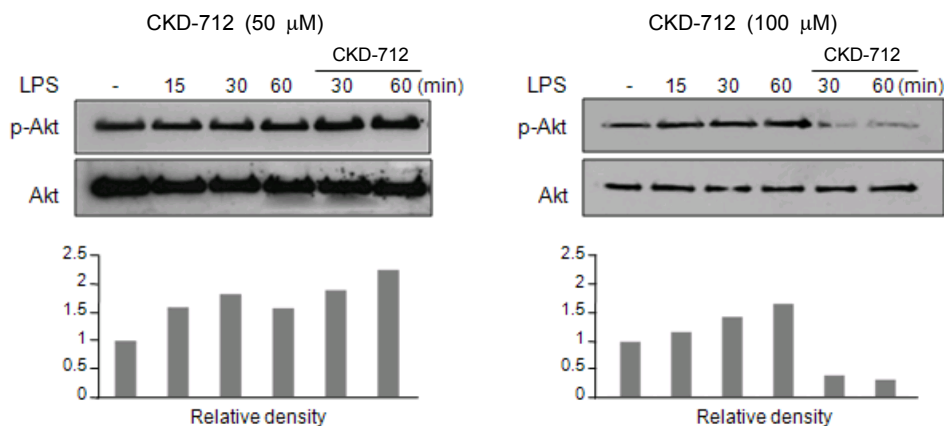 CKD-712 (50 μM)
CKD-712
LPS - 15 30 60 30 60 (min)
p-Akt
Akt
2.5
2
1.5
1
0.5
0
Relative density
CKD-712 (100 μM)
CKD-712
LPS - 15 30 60 30 60 (min)
p-Akt
Akt
2.5
2
1.5
1
0.5
0
Relative density